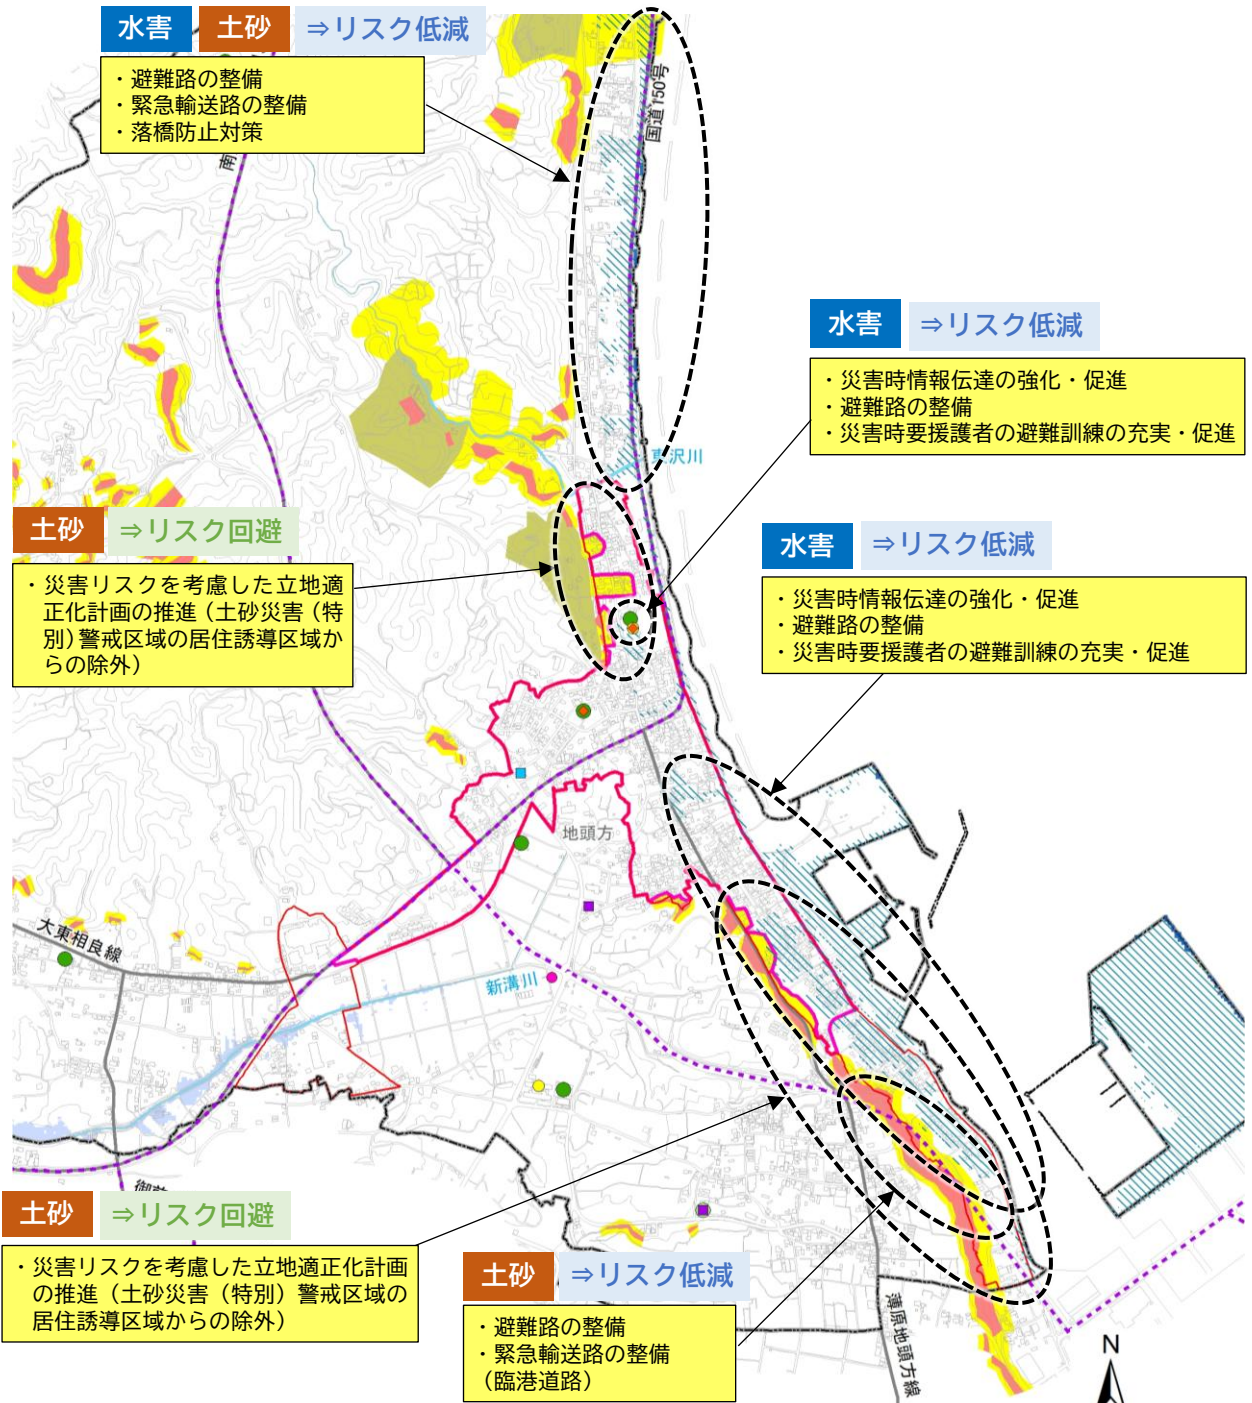 水害 土砂 ⇒リスク低減
・避難路の整備
・緊急輸送路の整備
・落橋防止対策
南
国道150号
水害 ⇒リスク低減
・災害時情報伝達の強化・促進
・避難路の整備
・災害時要援護者の避難訓練の充実・促進
東沢川
土砂 ⇒リスク回避
・災害リスクを考慮した立地適
正化計画の推進（土砂災害（特
別）警戒区域の居住誘導区域か
らの除外）
水害 ⇒リスク低減
・災害時情報伝達の強化・促進
・避難路の整備
・災害時要援護者の避難訓練の充実・促進
地頭方
大東相良線
新溝川
土砂 ⇒リスク回避
・災害リスクを考慮した立地適正化計画
の推進（土砂災害（特別）警戒区域の
居住誘導区域からの除外）
土砂 ⇒リスク低減
・避難路の整備
・緊急輸送路の整備
（臨港道路）
薄原地頭方線
N